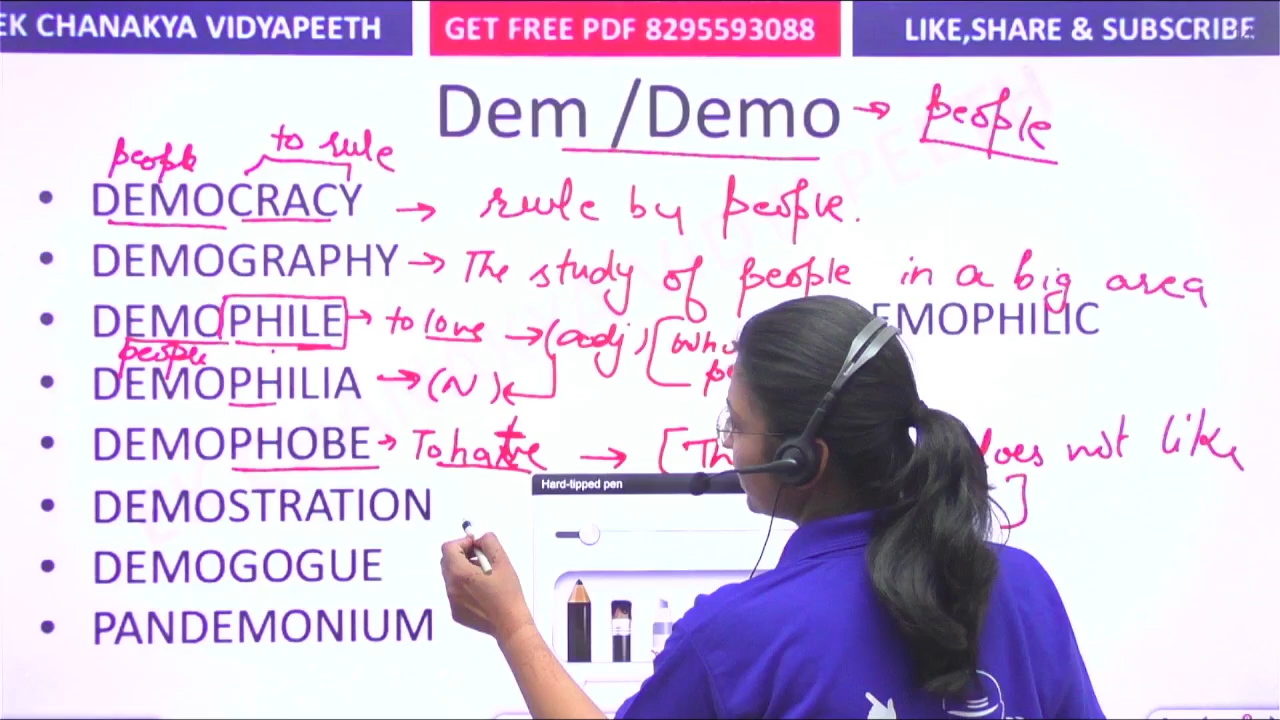 EK CHANAKYA VIDYAPEETH
GET FREE PDF 8295593088
LIKE,SHARE & SUBSCRIBE
Dem /Demo → people
people to rule
• DEMOCRACY → rule by people.
• DEMOGRAPHY → The study of people in a big area
• DEMOPHILE → to love → (adj) [who EMOPHILIC
people
• DEMOPHILIA → (N)
• DEMOPHOBE → To hate → [Th does not like
]
Hard-tipped pen
• DEMOSTRATION
• DEMOGOGUE
• PANDEMONIUM